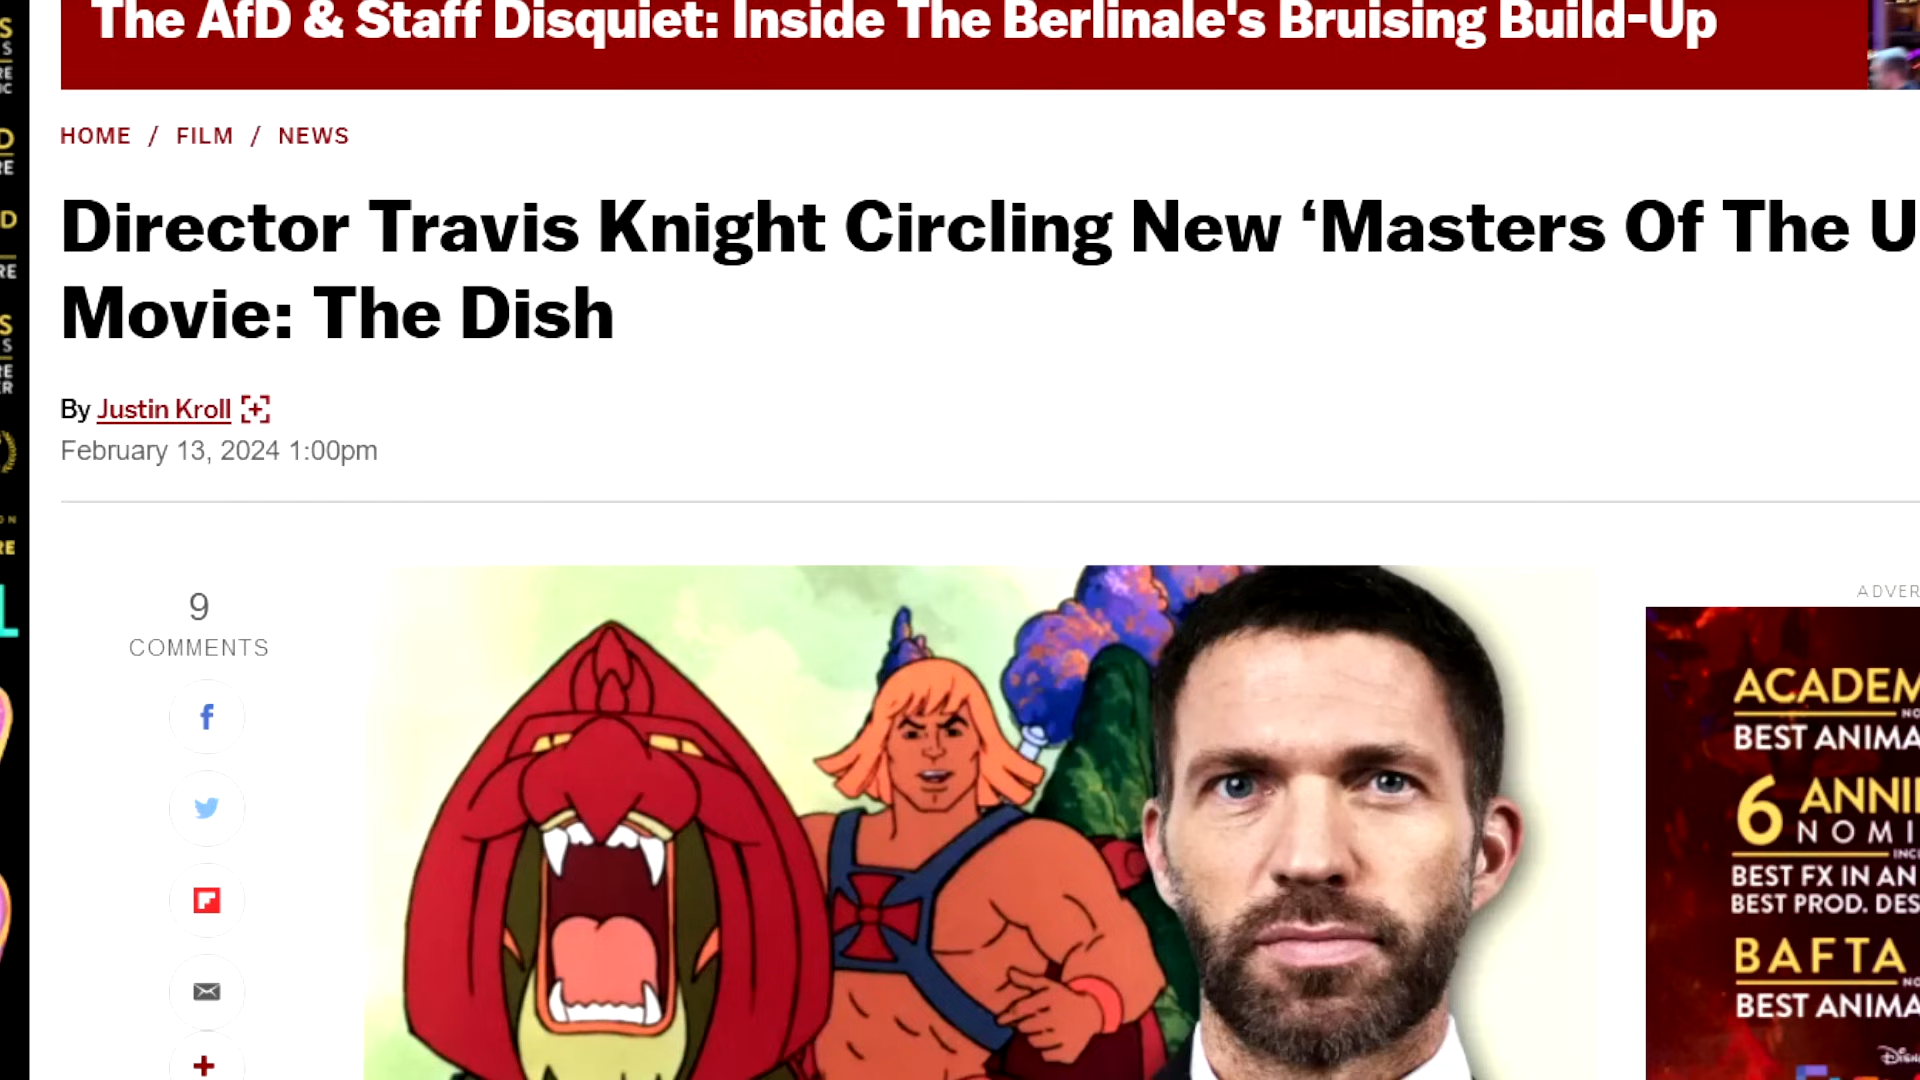 The AfD & Staff Disquiet: Inside The Berlinale's Bruising Build-Up
HOME / FILM / NEWS
Director Travis Knight Circling New ‘Masters Of The U
Movie: The Dish
By Justin Kroll
February 13, 2024 1:00pm
9
COMMENTS
ADVER
ACADEM
BEST ANIMA
6 ANNI
NOMI
INCL
BEST FX IN AN
BEST PROD. DES
BAFTA
BEST ANIMA